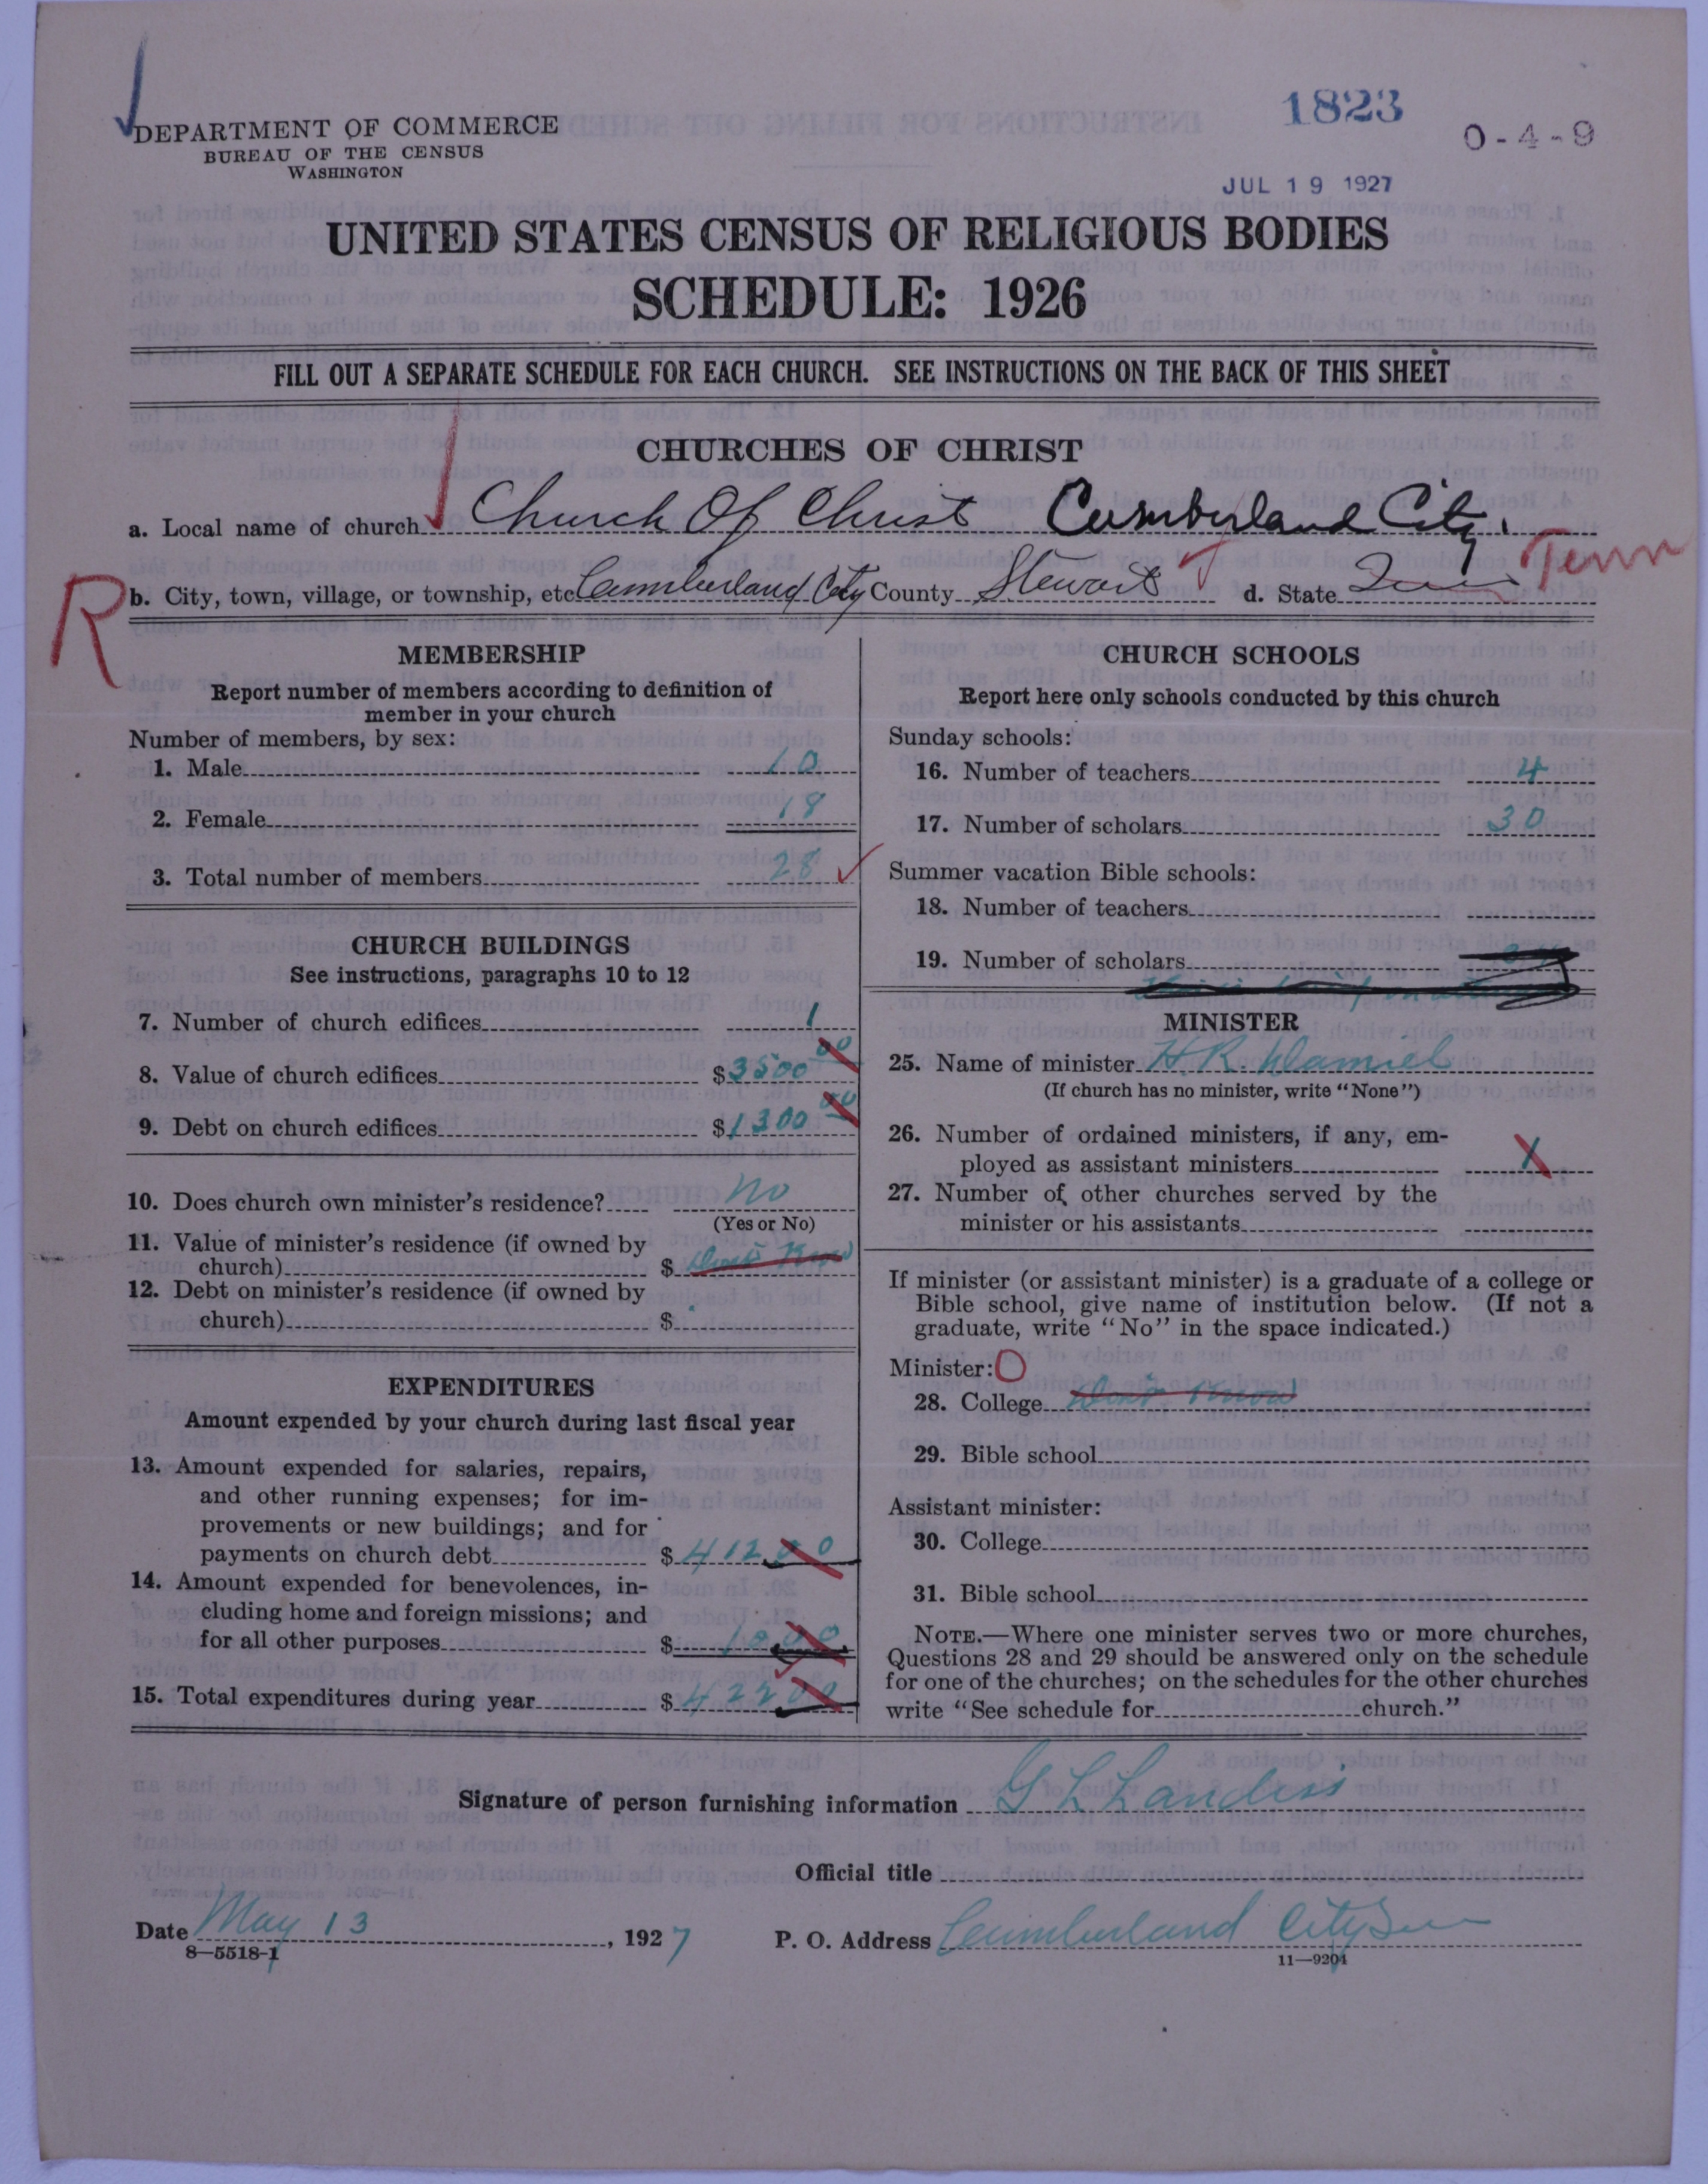 1823
0-4-9
DEPARTMENT OF COMMERCE
BUREAU OF THE CENSUS
WASHINGTON
JUL 19 1927
UNITED STATES CENSUS OF RELIGIOUS BODIES
SCHEDULE: 1926
FILL OUT A SEPARATE SCHEDULE FOR EACH CHURCH. SEE INSTRUCTIONS ON THE BACK OF THIS SHEET
CHURCHES OF CHRIST
a. Local name of church Church Of Christ Cumberland City.
R b. City, town, village, or township, etc Cumberland City County Stewart d. State Tenn Tenn
MEMBERSHIP
Report number of members according to definition of
member in your church
Number of members, by sex:
1. Male 10
2. Female 18
3. Total number of members 28
CHURCH BUILDINGS
See instructions, paragraphs 10 to 12
7. Number of church edifices 1
8. Value of church edifices $3500 00
9. Debt on church edifices $1300 00
10. Does church own minister's residence? No
(Yes or No)
11. Value of minister's residence (if owned by
church) $ Dont Know
12. Debt on minister's residence (if owned by
church) $
EXPENDITURES
Amount expended by your church during last fiscal year
13. Amount expended for salaries, repairs,
and other running expenses; for im-
provements or new buildings; and for
payments on church debt $ 412 00
14. Amount expended for benevolences, in-
cluding home and foreign missions; and
for all other purposes $ 10 00
15. Total expenditures during year $ 422 00
CHURCH SCHOOLS
Report here only schools conducted by this church
Sunday schools:
16. Number of teachers 4
17. Number of scholars 30
Summer vacation Bible schools:
18. Number of teachers
19. Number of scholars
MINISTER
25. Name of minister H. R. Damiel
(If church has no minister, write "None")
26. Number of ordained ministers, if any, em-
ployed as assistant ministers X
27. Number of other churches served by the
minister or his assistants
If minister (or assistant minister) is a graduate of a college or
Bible school, give name of institution below. (If not a
graduate, write "No" in the space indicated.)
Minister: O
28. College Dont Know
29. Bible school
Assistant minister:
30. College
31. Bible school
NOTE.—Where one minister serves two or more churches,
Questions 28 and 29 should be answered only on the schedule
for one of the churches; on the schedules for the other churches
write "See schedule for church."
Signature of person furnishing information G L Landiss
Official title
Date May 13, 1927 P. O. Address Cumberland City Tenn
8—5518-1
11—9204